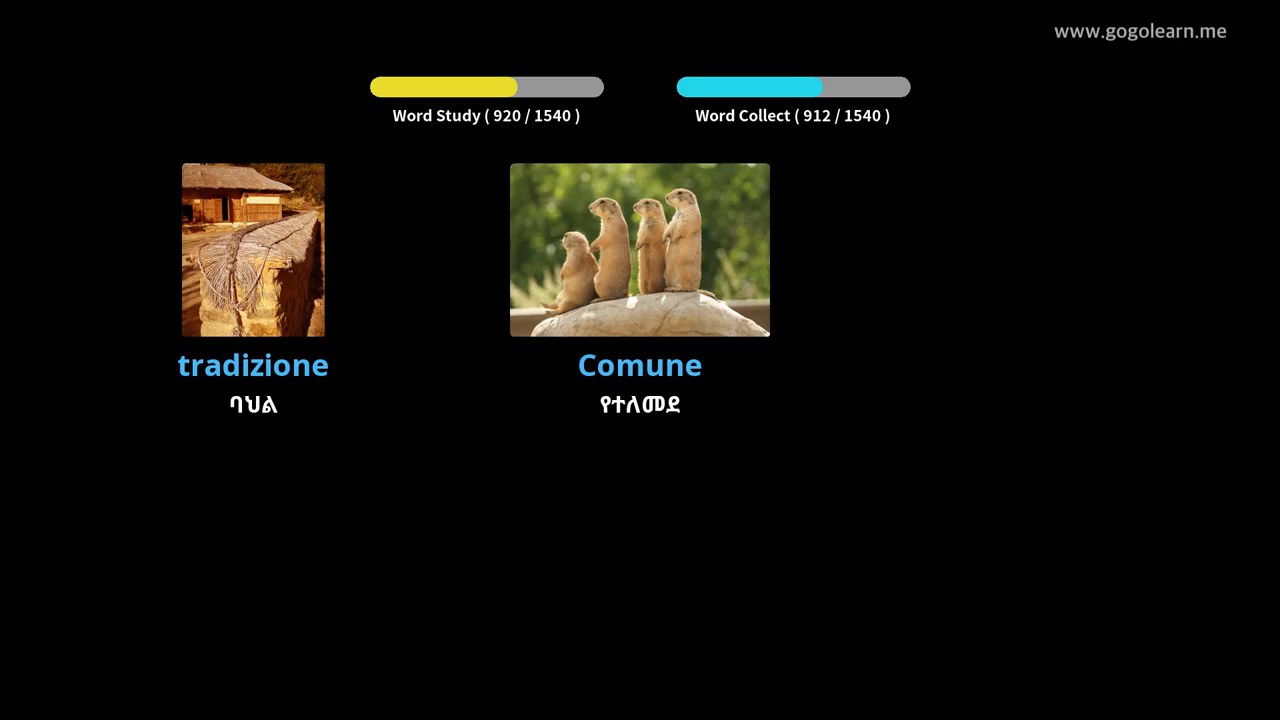 www.gogolearn.me
Word Study ( 920 / 1540 )
Word Collect ( 912 / 1540 )
tradizione
ባህል
Comune
የተለመደ